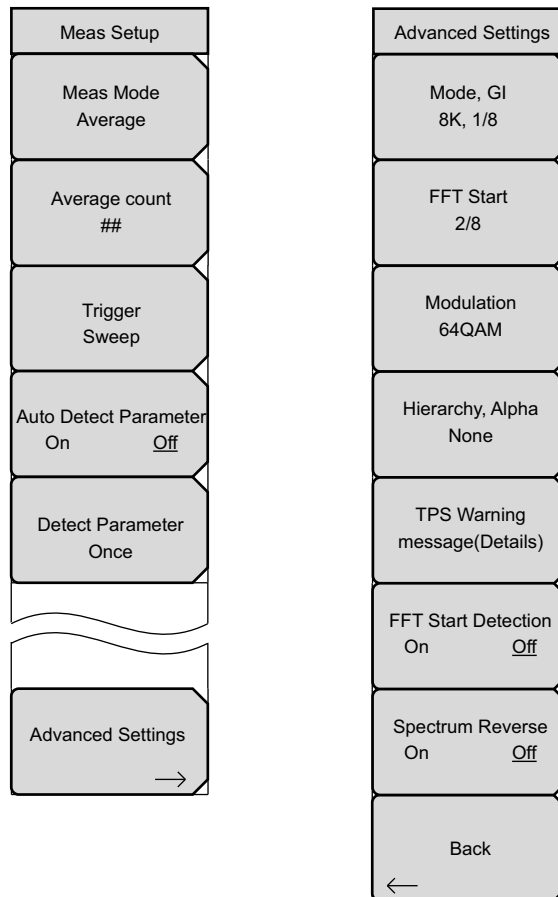 Meas Setup
Meas Mode
Average
Average count
##
Trigger
Sweep
Auto Detect Parameter
On Off
Detect Parameter
Once
Advanced Settings
Advanced Settings
Mode, GI
8K, 1/8
FFT Start
2/8
Modulation
64QAM
Hierarchy, Alpha
None
TPS Warning
message(Details)
FFT Start Detection
On Off
Spectrum Reverse
On Off
Back